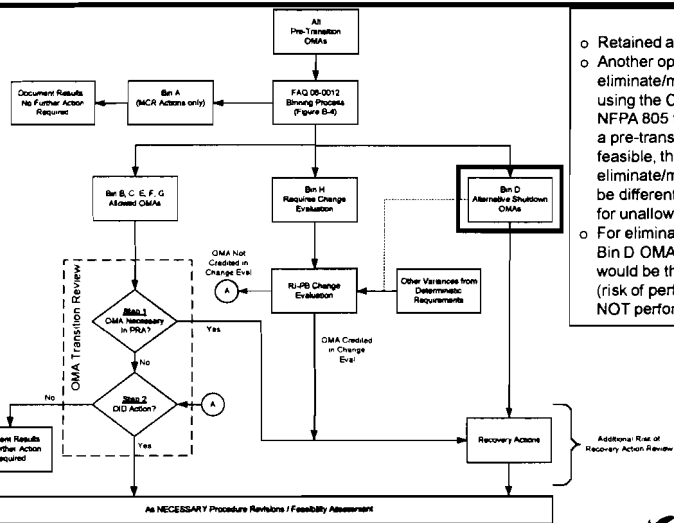 All
Pre-Transition
OMAs
Document Results
No Further Action
Required
Bin A
(MCR Actions only)
FAQ 06-0012
Binning Process
(Figure B-4)
Bin B, C, E, F, G
Allowed OMAs
Bin H
Requires Change
Evaluation
Bin D
Alternative Shutdown
OMAs
OMA Transition Review
OMA Not
Credited in
Change Eval
A
RI-PB Change
Evaluation
Other Variances from
Deterministic
Requirements
Step 1
OMA Necessary
in PRA?
Yes
No
OMA Credited
in Change
Eval
Step 2
DID Action?
A
No
Yes
ent Results
rther Action
equired
Recovery Actions
Additional Risk of
Recovery Action Review
As NECESSARY Procedure Revisions / Feasibility Assessment
o Retained a
o Another op
eliminate/m
using the C
NFPA 805
a pre-trans
feasible, th
eliminate/m
be different
for unallow
o For elimina
Bin D OMA
would be th
(risk of perf
NOT perfor